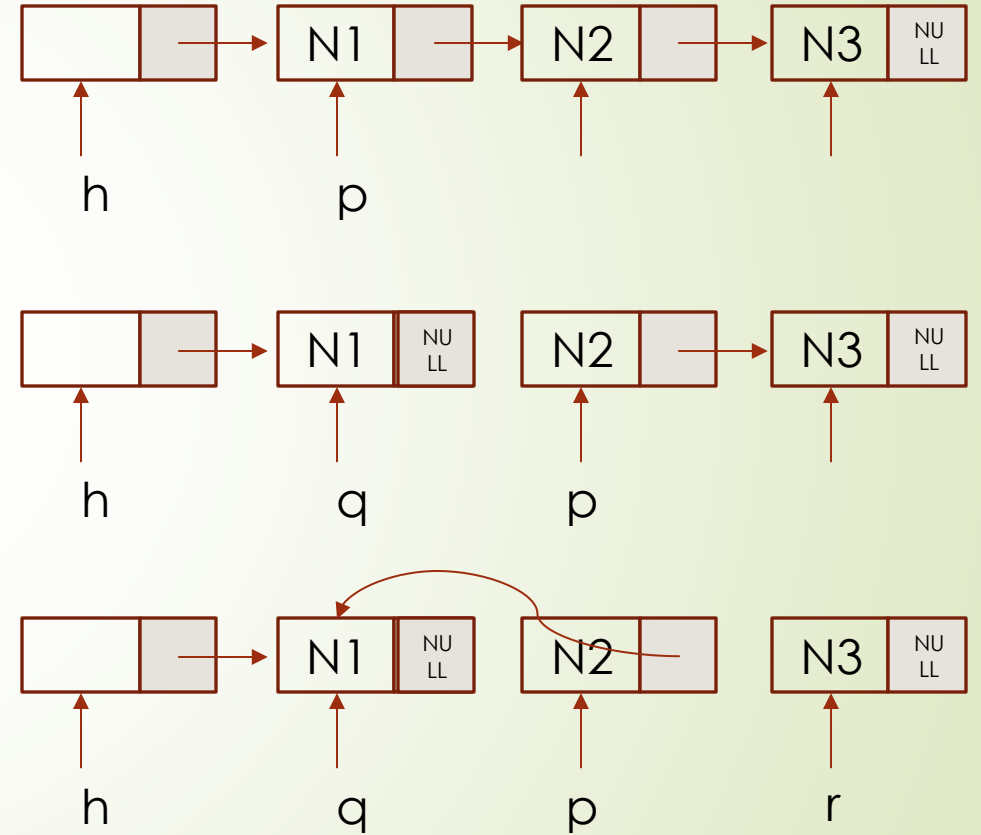 N1 N2 N3 NU
LL
h p
N1 NU
LL N2 N3 NU
LL
h q p
N1 NU
LL N2 N3 NU
LL
h q p r